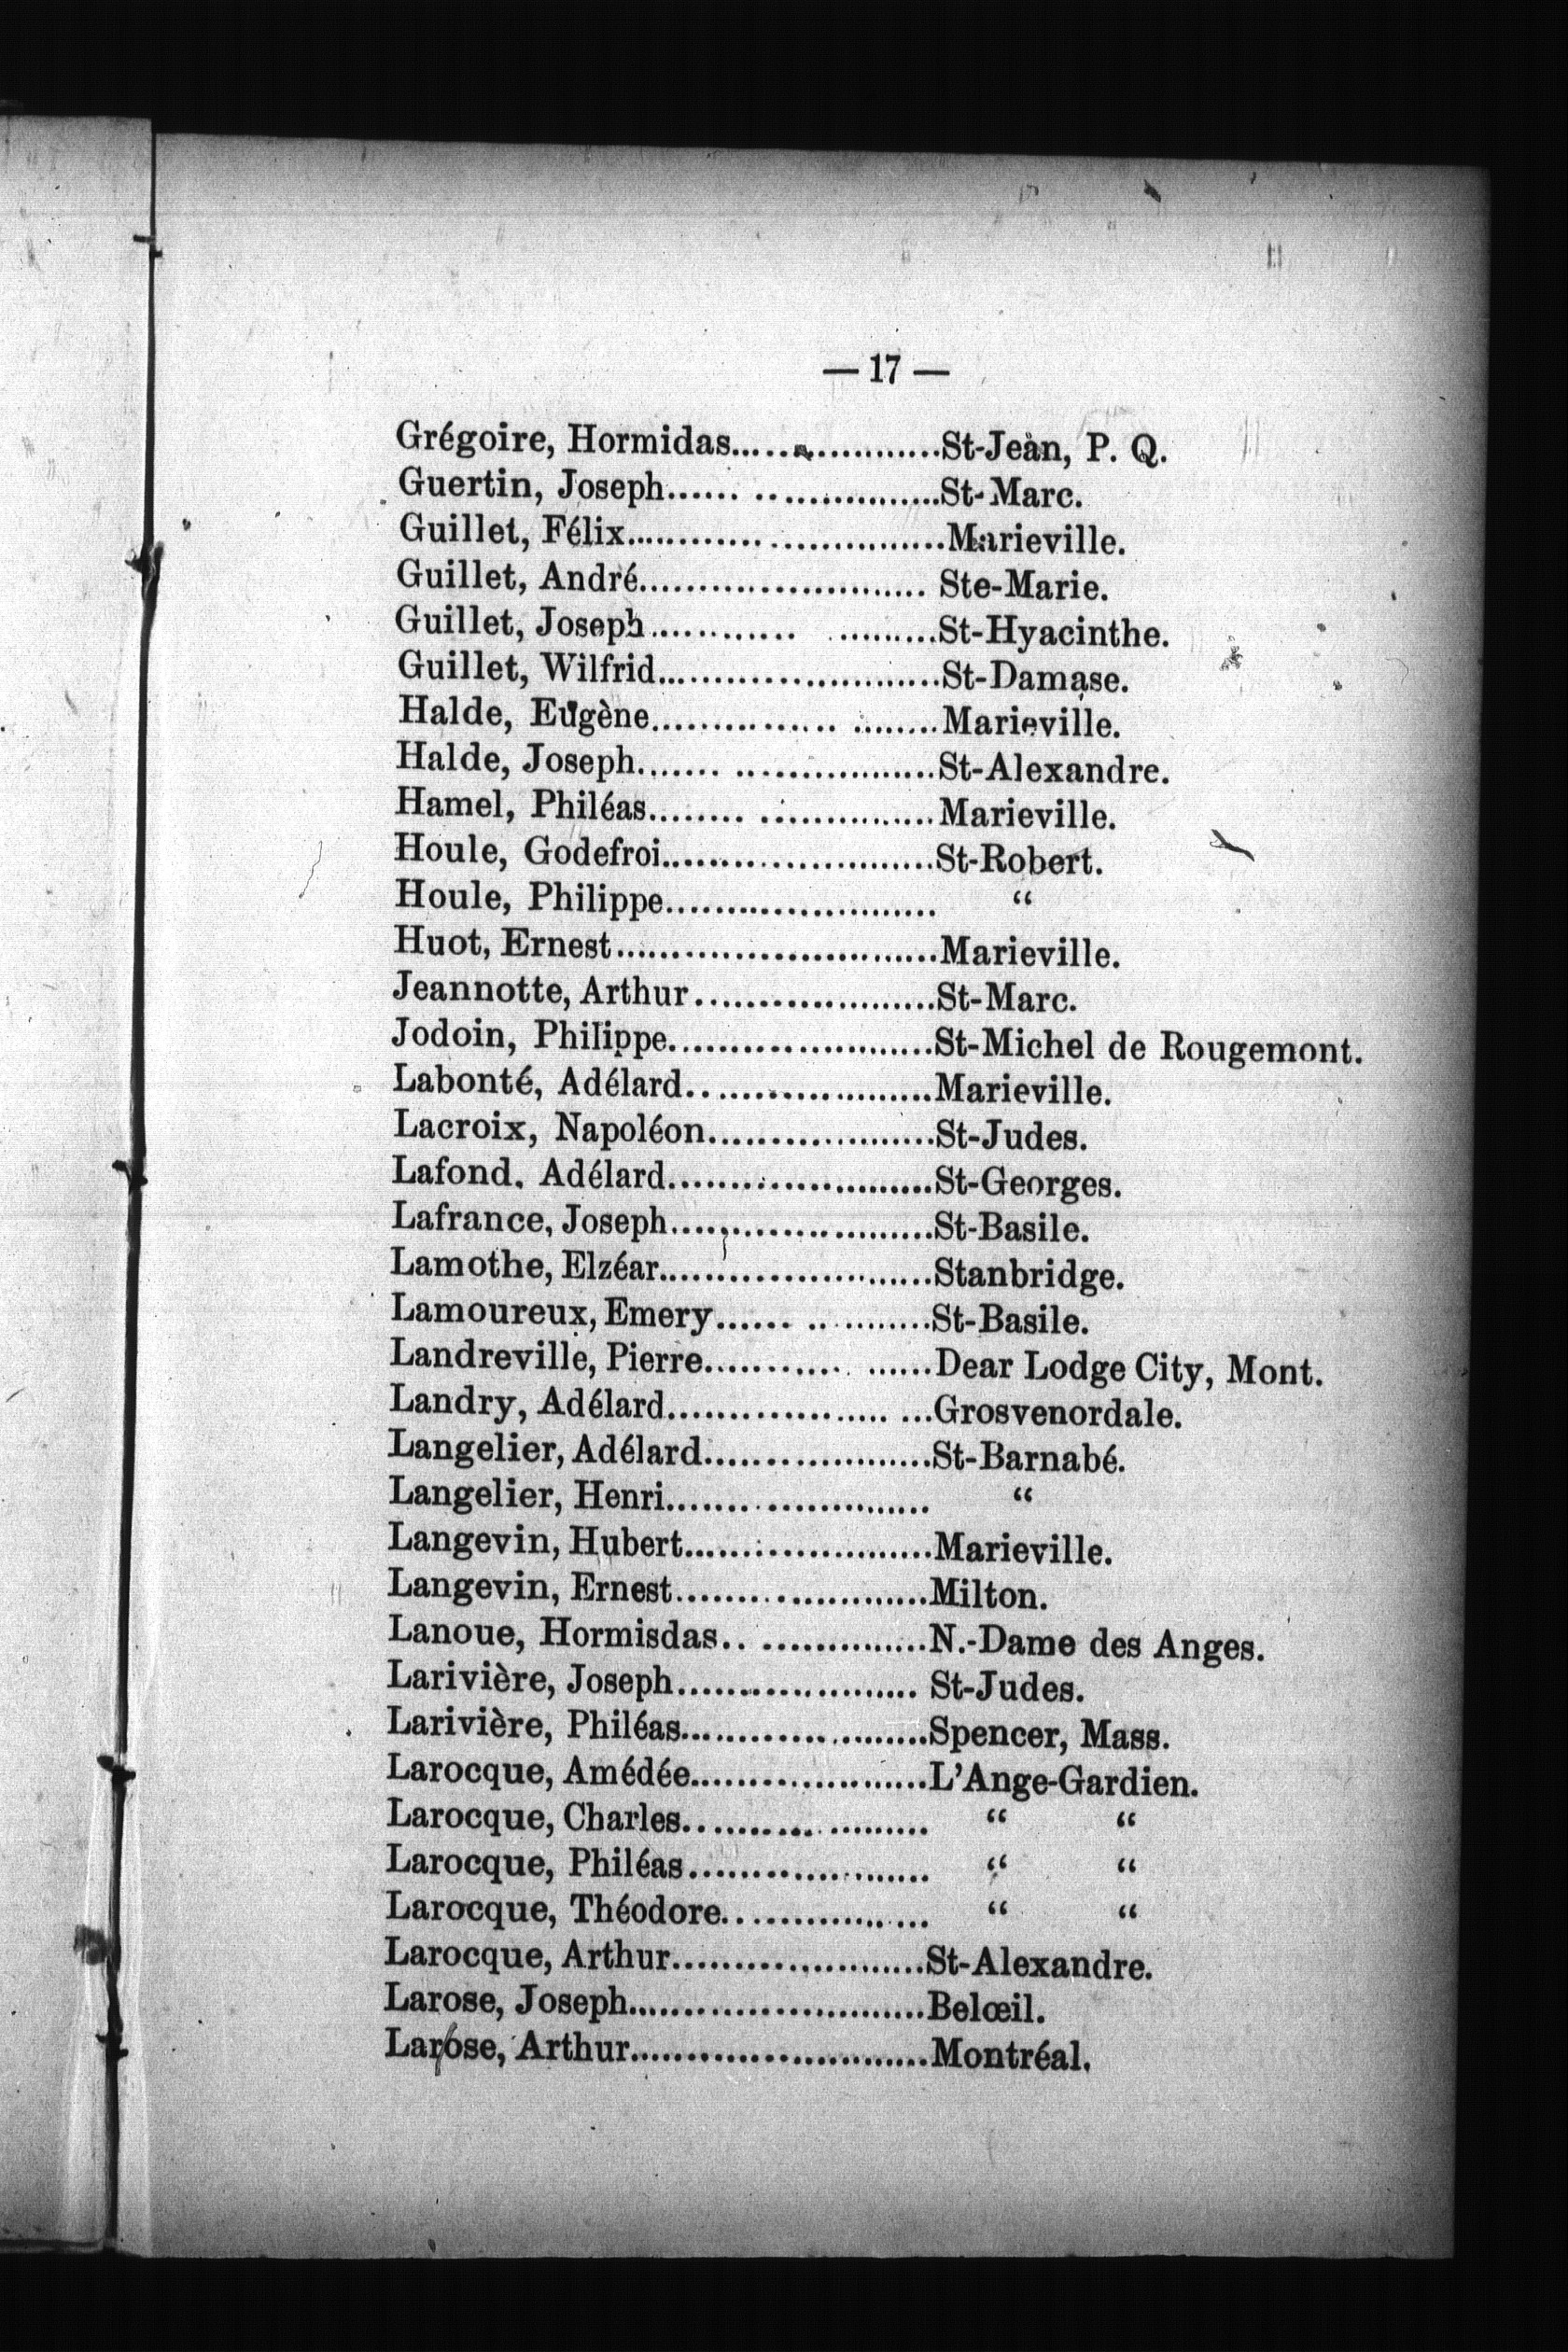 — 17 —
Grégoire, Hormidas....................St-Jean, P. Q.
Guertin, Joseph...... ................St-Marc.
Guillet, Félix............ ...............Marieville.
Guillet, André........................ Ste-Marie.
Guillet, Joseph............ .........St-Hyacinthe.
Guillet, Wilfrid........................St-Damase.
Halde, Eugène............... .......Marieville.
Halde, Joseph....... .................St-Alexandre.
Hamel, Philéas........ ...............Marieville.
Houle, Godefroi.......................St-Robert.
Houle, Philippe....................... “
Huot, Ernest...........................Marieville.
Jeannotte, Arthur....................St-Marc.
Jodoin, Philippe......................St-Michel de Rougemont.
Labonté, Adélard.....................Marieville.
Lacroix, Napoléon...................St-Judes.
Lafond. Adélard......................St-Georges.
Lafrance, Joseph......................St-Basile.
Lamothe, Elzéar.......................Stanbridge.
Lamoureux, Emery...... .. .........St-Basile.
Landreville, Pierre............ ......Dear Lodge City, Mont.
Landry, Adélard................... ...Grosvenordale.
Langelier, Adélard...................St-Barnabé.
Langelier, Henri...................... “
Langevin, Hubert.....................Marieville.
Langevin, Ernest.....................Milton.
Lanoue, Hormisdas.. ..............N.-Dame des Anges.
Larivière, Joseph.................... St-Judes.
Larivière, Philéas.....................Spencer, Mass.
Larocque, Amédée....................L’Ange-Gardien.
Larocque, Charles.................... “ “
Larocque, Philéas.................... “ “
Larocque, Théodore................. “ “
Larocque, Arthur.....................St-Alexandre.
Larose, Joseph.........................Belœil.
Larose, Arthur.........................Montréal.